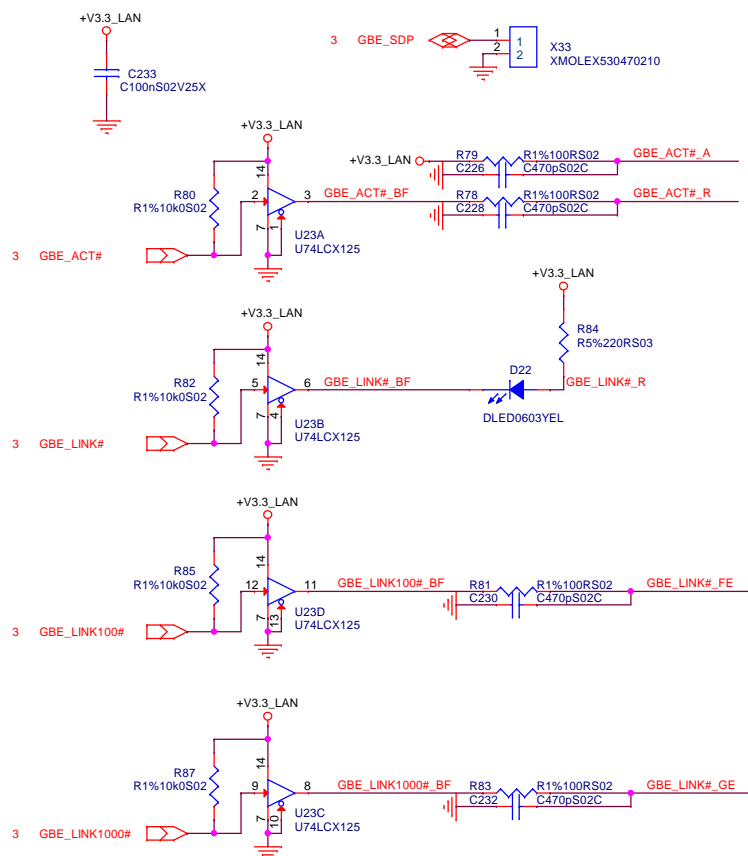 +V3.3_LAN
C233
C100nS02V25X
3 GBE_SDP
1
2
1
2
X33
XMOLEX530470210
+V3.3_LAN
14
R80
R1%10k0S02
2
3
GBE_ACT#_BF
7
1
U23A
U74LCX125
3 GBE_ACT#
+V3.3_LAN
R79
R1%100RS02
GBE_ACT#_A
C226
C470pS02C
R78
R1%100RS02
GBE_ACT#_R
C228
C470pS02C
+V3.3_LAN
14
R82
R1%10k0S02
5
6
GBE_LINK#_BF
7
4
U23B
U74LCX125
3 GBE_LINK#
+V3.3_LAN
R84
R5%220RS03
D22
GBE_LINK#_R
DLED0603YEL
+V3.3_LAN
14
R85
R1%10k0S02
12
11
GBE_LINK100#_BF
7
13
U23D
U74LCX125
3 GBE_LINK100#
R81
R1%100RS02
GBE_LINK#_FE
C230
C470pS02C
+V3.3_LAN
14
R87
R1%10k0S02
9
8
GBE_LINK1000#_BF
7
10
U23C
U74LCX125
3 GBE_LINK1000#
R83
R1%100RS02
GBE_LINK#_GE
C232
C470pS02C